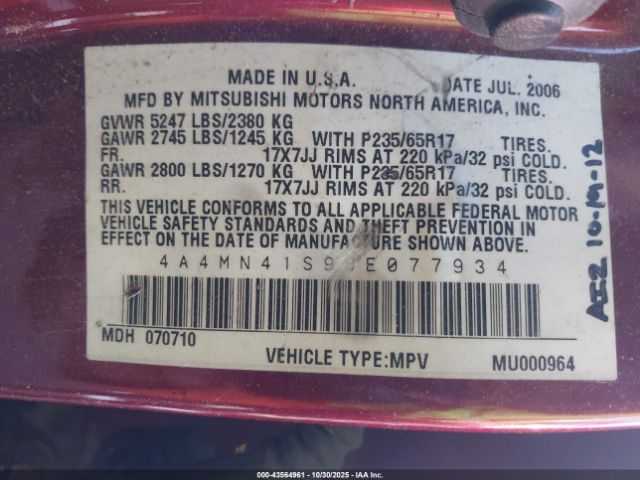 MADE IN U.S.A. DATE JUL. 2006
MFD BY MITSUBISHI MOTORS NORTH AMERICA, INC.
GVWR 5247 LBS/2380 KG
GAWR 2745 LBS/1245 KG WITH P235/65R17 TIRES.
FR. 17X7JJ RIMS AT 220 kPa/32 psi COLD.
GAWR 2800 LBS/1270 KG WITH P235/65R17 TIRES.
RR. 17X7JJ RIMS AT 220 kPa/32 psi COLD.
THIS VEHICLE CONFORMS TO ALL APPLICABLE FEDERAL MOTOR
VEHICLE SAFETY STANDARDS AND THEFT PREVENTION IN
EFFECT ON THE DATE OF MANUFACTURE SHOWN ABOVE.
4A4MN41S96E077934
MDH 070710
VEHICLE TYPE:MPV MU000964
10-M-12
000-43564961 - 10/30/2025 - Copyright © IAA, Inc.